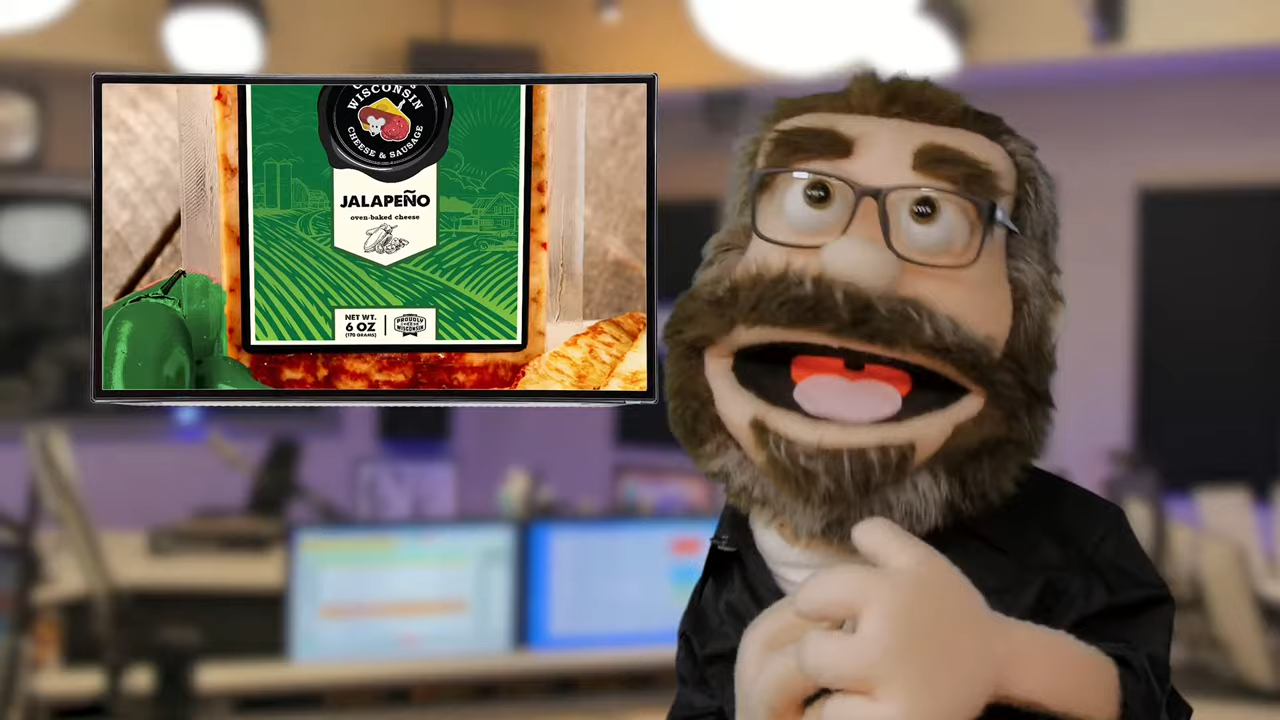 WISCONSIN
CHEESE & SAUSAGE
JALAPEÑO
oven-baked cheese
NET WT.
6 OZ
(170 GRAMS)
PROUDLY
WISCONSIN